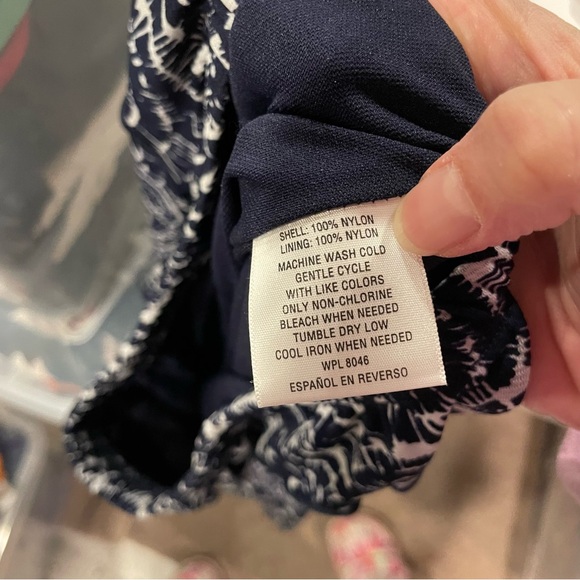 SHELL: 100% NYLON
LINING: 100% NYLON
MACHINE WASH COLD
GENTLE CYCLE
WITH LIKE COLORS
ONLY NON-CHLORINE
BLEACH WHEN NEEDED
TUMBLE DRY LOW
COOL IRON WHEN NEEDED
WPL 8046
ESPAÑOL EN REVERSO